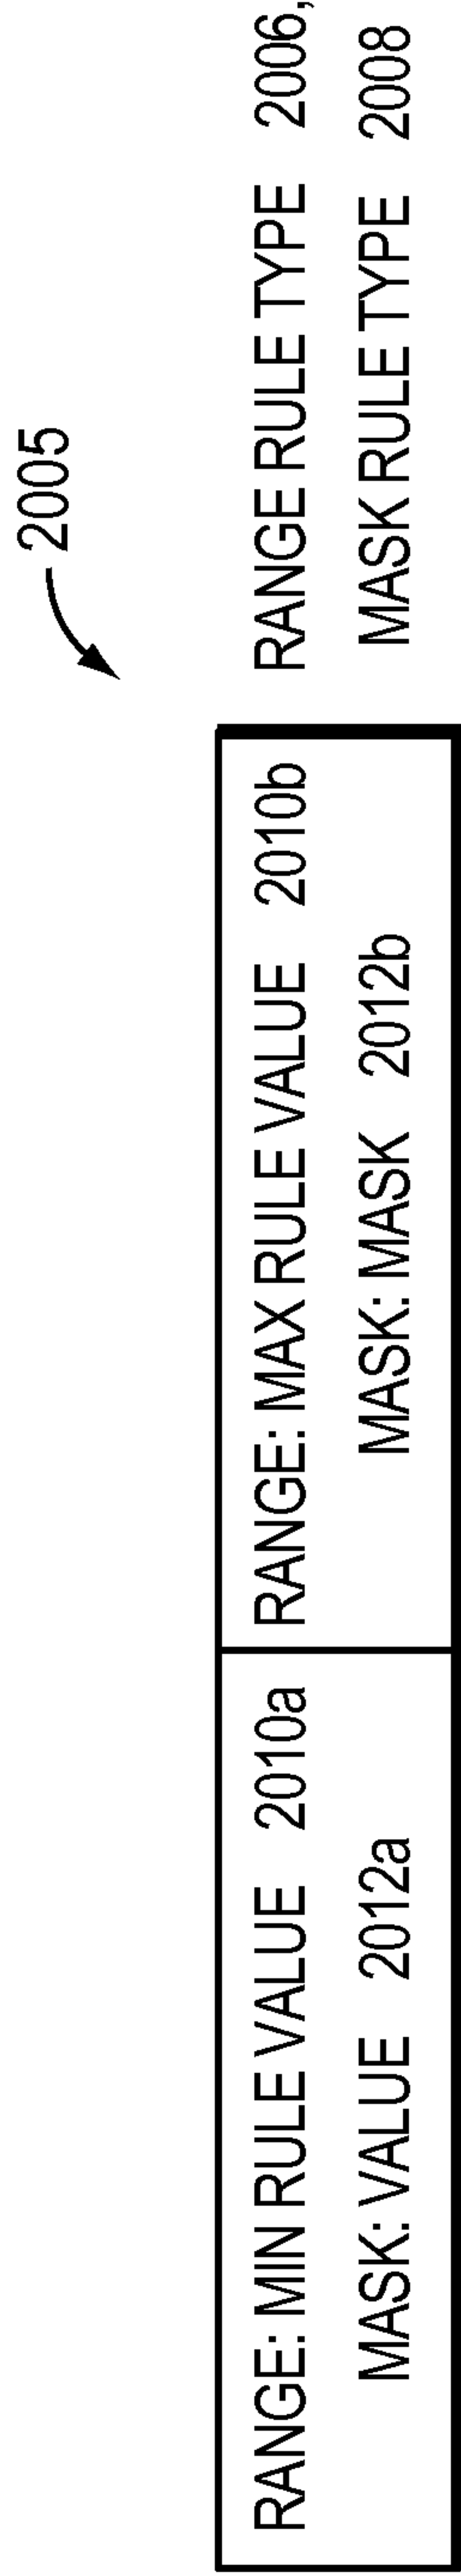 2005
RANGE: MIN RULE VALUE 2010a RANGE: MAX RULE VALUE 2010b RANGE RULE TYPE 2006,
MASK: VALUE 2012a MASK: MASK 2012b MASK RULE TYPE 2008